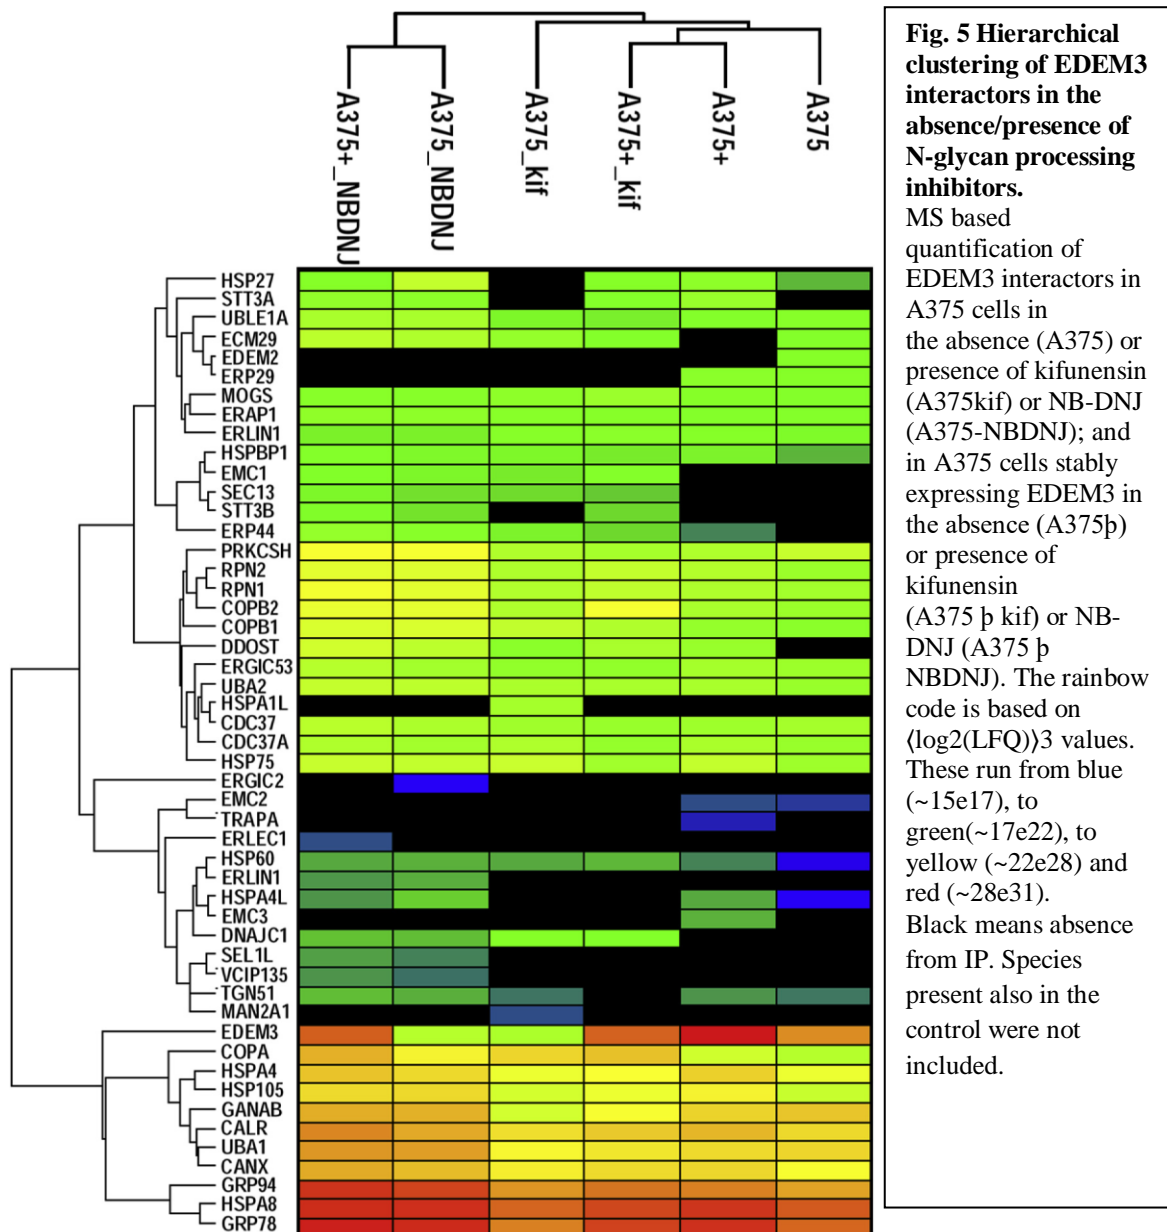 A375+_NBDNJ
A375_NBDNJ
A375_kif
A375+_kif
A375+
A375
HSP27
STT3A
UBLE1A
ECM29
EDEM2
ERP29
MOGS
ERAP1
ERLIN1
HSPBP1
EMC1
SEC13
STT3B
ERP44
PRKCSH
RPN2
RPN1
COPB2
COPB1
DDOST
ERGIC53
UBA2
HSPA1L
CDC37
CDC37A
HSP75
ERGIC2
EMC2
TRAPA
ERLEC1
HSP60
ERLIN1
HSPA4L
EMC3
DNAJC1
SEL1L
VCIP135
TGN51
MAN2A1
EDEM3
COPA
HSPA4
HSP105
GANAB
CALR
UBA1
CANX
GRP94
HSPA8
GRP78
Fig. 5 Hierarchical
clustering of EDEM3
interactors in the
absence/presence of
N-glycan processing
inhibitors.
MS based
quantification of
EDEM3 interactors in
A375 cells in
the absence (A375) or
presence of kifunensin
(A375kif) or NB-DNJ
(A375-NBDNJ); and
in A375 cells stably
expressing EDEM3 in
the absence (A375þ)
or presence of
kifunensin
(A375 þ kif) or NB-
DNJ (A375 þ
NBDNJ). The rainbow
code is based on
⟨log2(LFQ)⟩3 values.
These run from blue
(~15e17), to
green(~17e22), to
yellow (~22e28) and
red (~28e31).
Black means absence
from IP. Species
present also in the
control were not
included.